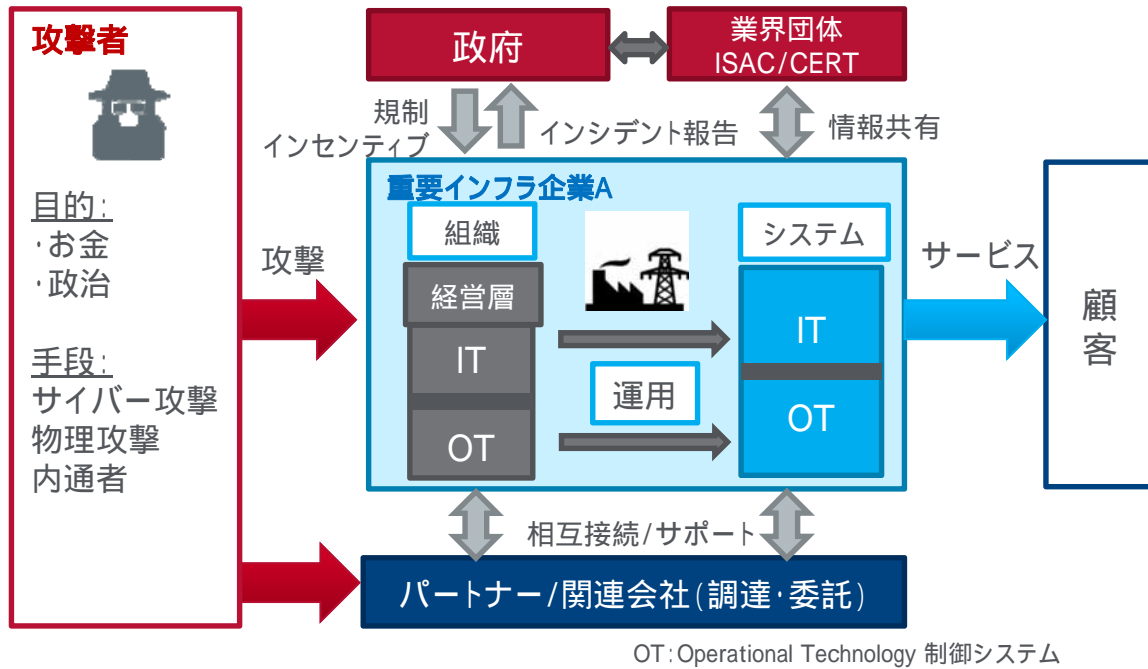 攻撃者
目的:
・お金
・政治
手段:
サイバー攻撃
物理攻撃
内通者
攻撃
政府
業界団体
ISAC/CERT
規制
インセンティブ
インシデント報告
情報共有
重要インフラ企業A
組織
経営層
IT
OT
運用
システム
IT
OT
サービス
顧客
相互接続/サポート
パートナー/関連会社(調達・委託)
OT:Operational Technology 制御システム